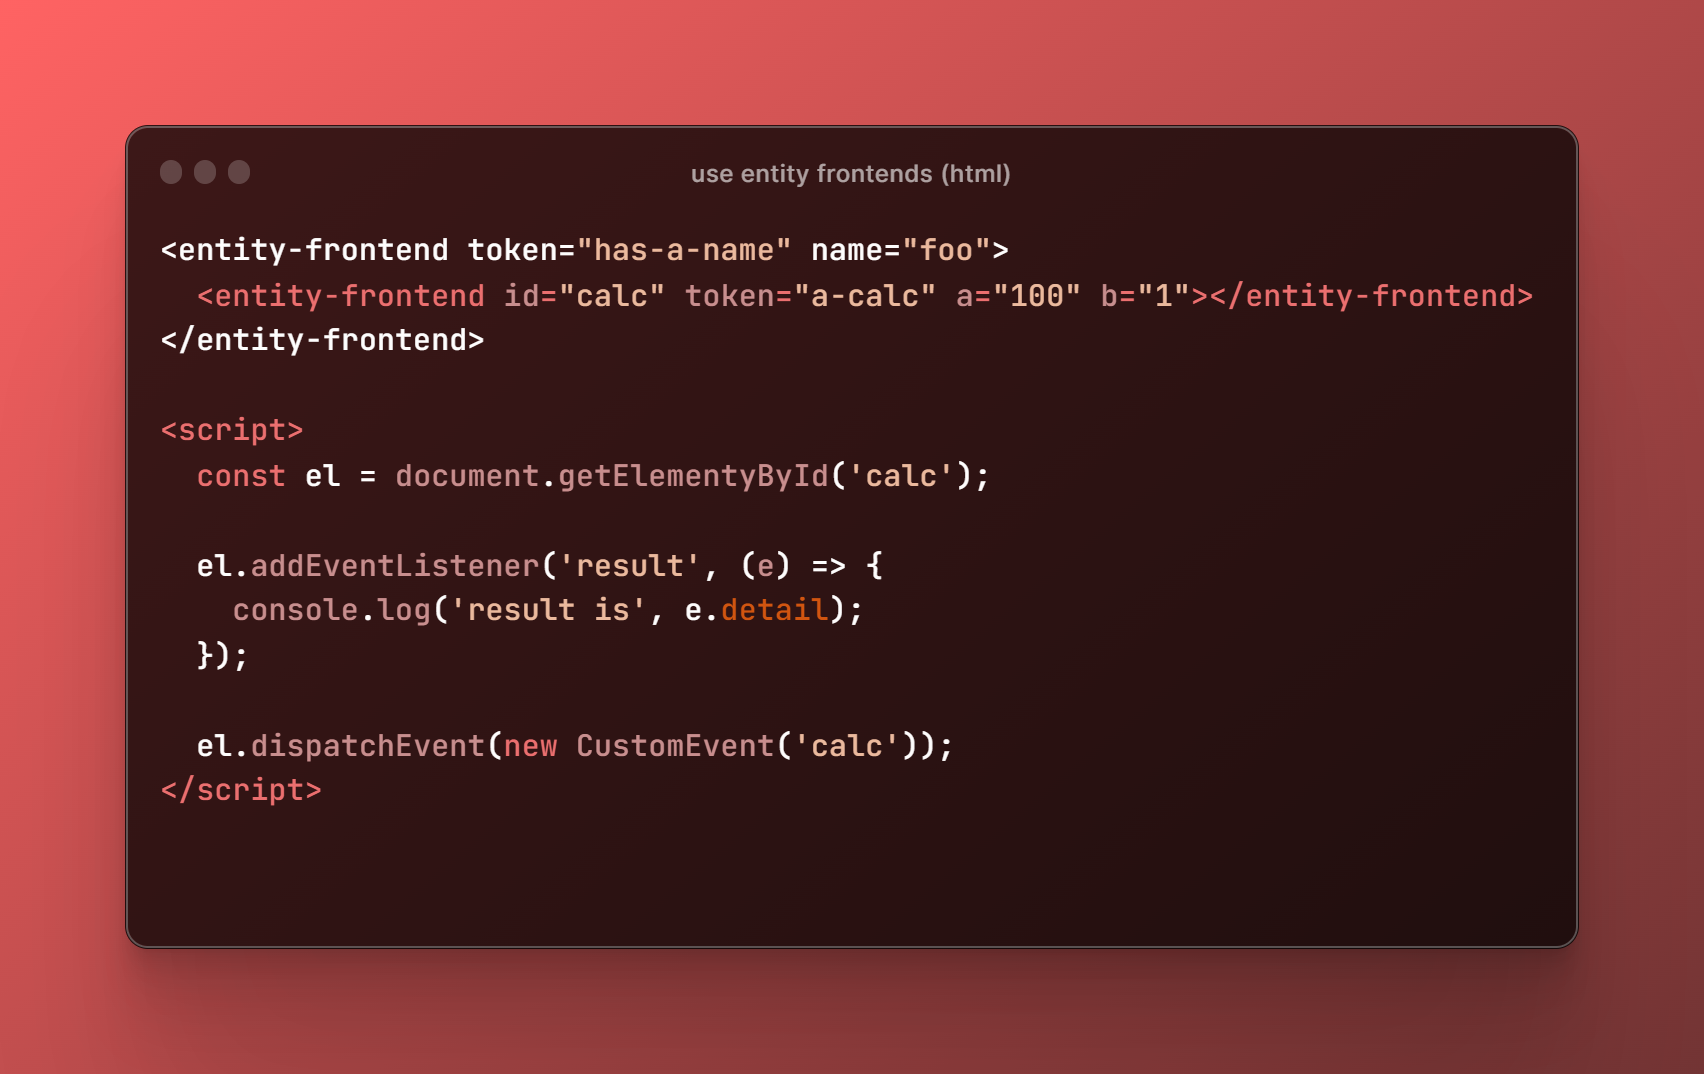 use entity frontends (html)
<entity-frontend token="has-a-name" name="foo">
<entity-frontend id="calc" token="a-calc" a="100" b="1"></entity-frontend>
</entity-frontend>
<script>
const el = document.getElementyById('calc');
el.addEventListener('result', (e) => {
console.log('result is', e.detail);
});
el.dispatchEvent(new CustomEvent('calc'));
</script>